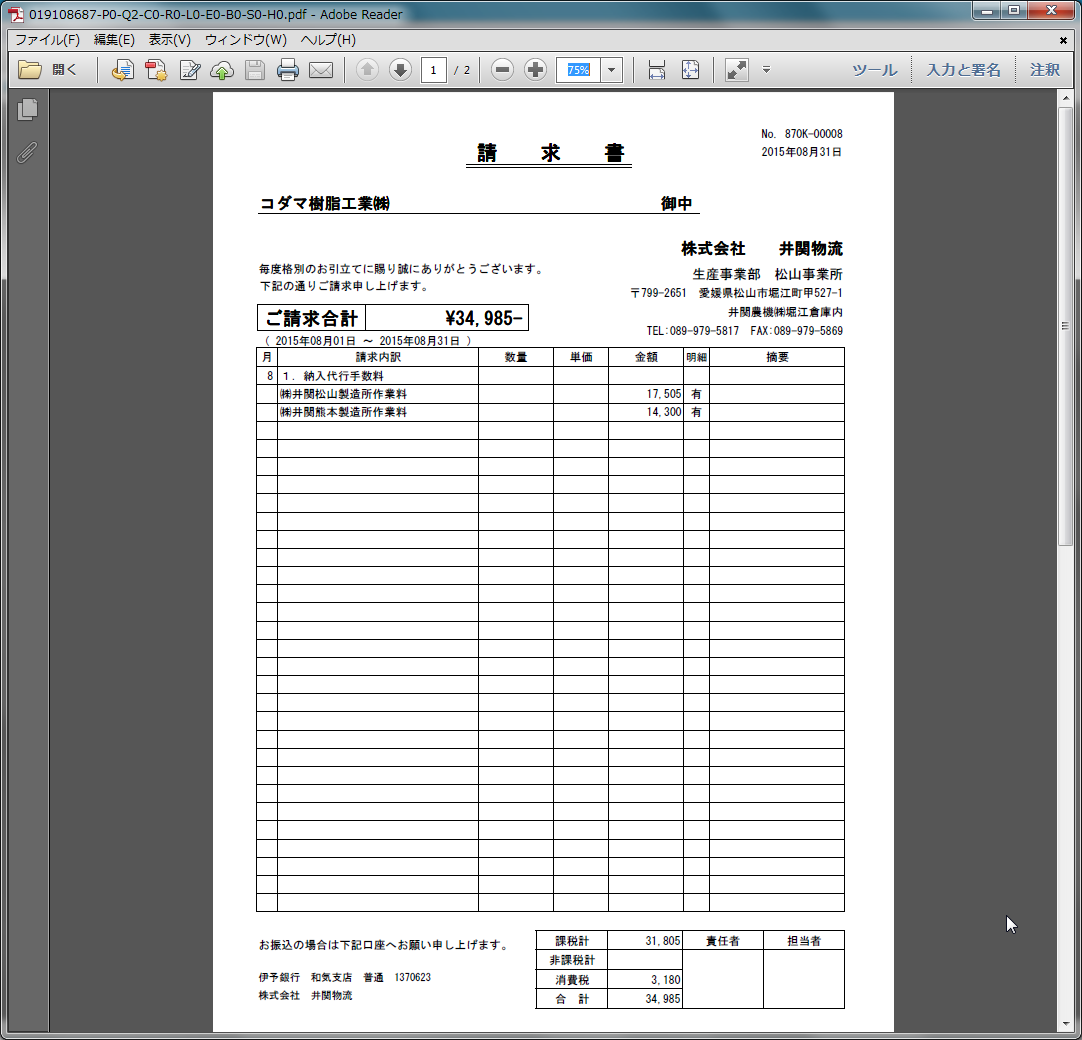 019108687-P0-Q2-C0-R0-L0-E0-B0-S0-H0.pdf - Adobe Reader
ファイル(F) 編集(E) 表示(V) ウィンドウ(W) ヘルプ(H)
開く 1 / 2 75% ツール 入力と署名 注釈
No. 870K-00008
請 求 書
2015年08月31日
コダマ樹脂工業㈱ 御中
株式会社 井関物流
毎度格別のお引立てに賜り誠にありがとうございます。
生産事業部 松山事業所
下記の通りご請求申し上げます。
〒799-2651 愛媛県松山市堀江町甲527-1
井関農機㈱堀江倉庫内
ご請求合計 ¥34,985-
TEL:089-979-5817 FAX:089-979-5869
( 2015年08月01日 ～ 2015年08月31日 )
月 請求内訳 数量 単価 金額 明細 摘要
8 1. 納入代行手数料
㈱井関松山製造所作業料 17,505 有
㈱井関熊本製造所作業料 14,300 有
お振込の場合は下記口座へお願い申し上げます。
課税計 31,805 責任者 担当者
非課税計
伊予銀行 和気支店 普通 1370623
消費税 3,180
株式会社 井関物流
合 計 34,985